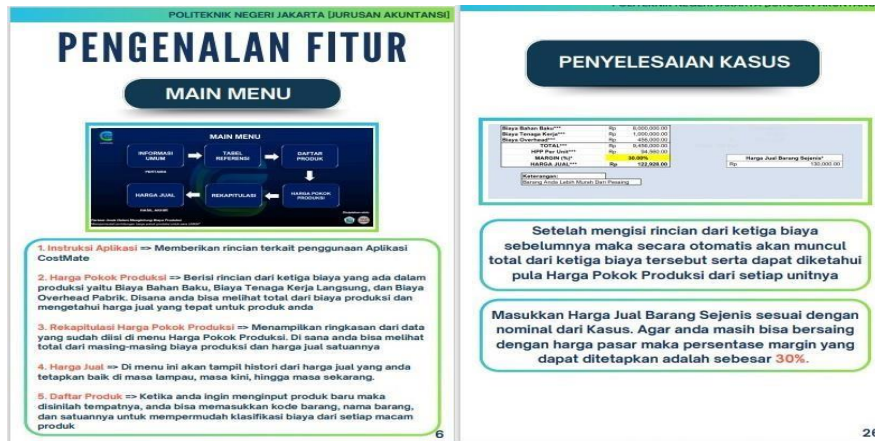 POLITEKNIK NEGERI JAKARTA [JURUSAN AKUNTANSI]
PENGENALAN FITUR
MAIN MENU
MAIN MENU
INFORMASI UMUM
TABEL REFERENSI
DAFTAR PRODUK
HARGA JUAL
REKAPITULASI
HARGA POKOK PRODUKSI
1. Instruksi Aplikasi => Memberikan rincian terkait penggunaan Aplikasi
CostMate
2. Harga Pokok Produksi => Berisi rincian dari ketiga biaya yang ada dalam
produksi yaitu Biaya Bahan Baku, Biaya Tenaga Kerja Langsung, dan Biaya
Overhead Pabrik. Disana anda bisa melihat total dari biaya produksi dan
mengetahui harga jual yang tepat untuk produk anda
3. Rekapitulasi Harga Pokok Produksi => Menampilkan ringkasan dari data
yang sudah diisi di menu Harga Pokok Produksi. Di sana anda bisa melihat
total dari masing-masing biaya produksi dan harga jual satuannya
4. Harga Jual => Di menu ini akan tampil histori dari harga jual yang anda
tetapkan baik di masa lampau, masa kini, hingga masa sekarang.
5. Daftar Produk => Ketika anda ingin menginput produk baru maka
disinilah tempatnya, anda bisa memasukkan kode barang, nama barang,
dan satuannya untuk mempermudah klasifikasi biaya dari setiap macam
produk
6
PENYELESAIAN KASUS
Biaya Bahan Baku*** Rp 8,000,000.00
Biaya Tenaga Kerja*** Rp 1,000,000.00
Biaya Overhead*** Rp 456,000.00
TOTAL*** Rp 9,456,000.00
HPP Per Unit*** Rp 94,560.00
MARGIN (%)* 30.00%
HARGA JUAL*** Rp 122,928.00
Harga Jual Barang Sejenis*
Rp 130,000.00
Keterangan:
Barang Anda Lebih Murah Dari Pesaing
Setelah mengisi rincian dari ketiga biaya
sebelumnya maka secara otomatis akan muncul
total dari ketiga biaya tersebut serta dapat diketahui
pula Harga Pokok Produksi dari setiap unitnya
Masukkan Harga Jual Barang Sejenis sesuai dengan
nominal dari Kasus. Agar anda masih bisa bersaing
dengan harga pasar maka persentase margin yang
dapat ditetapkan adalah sebesar 30%.
26